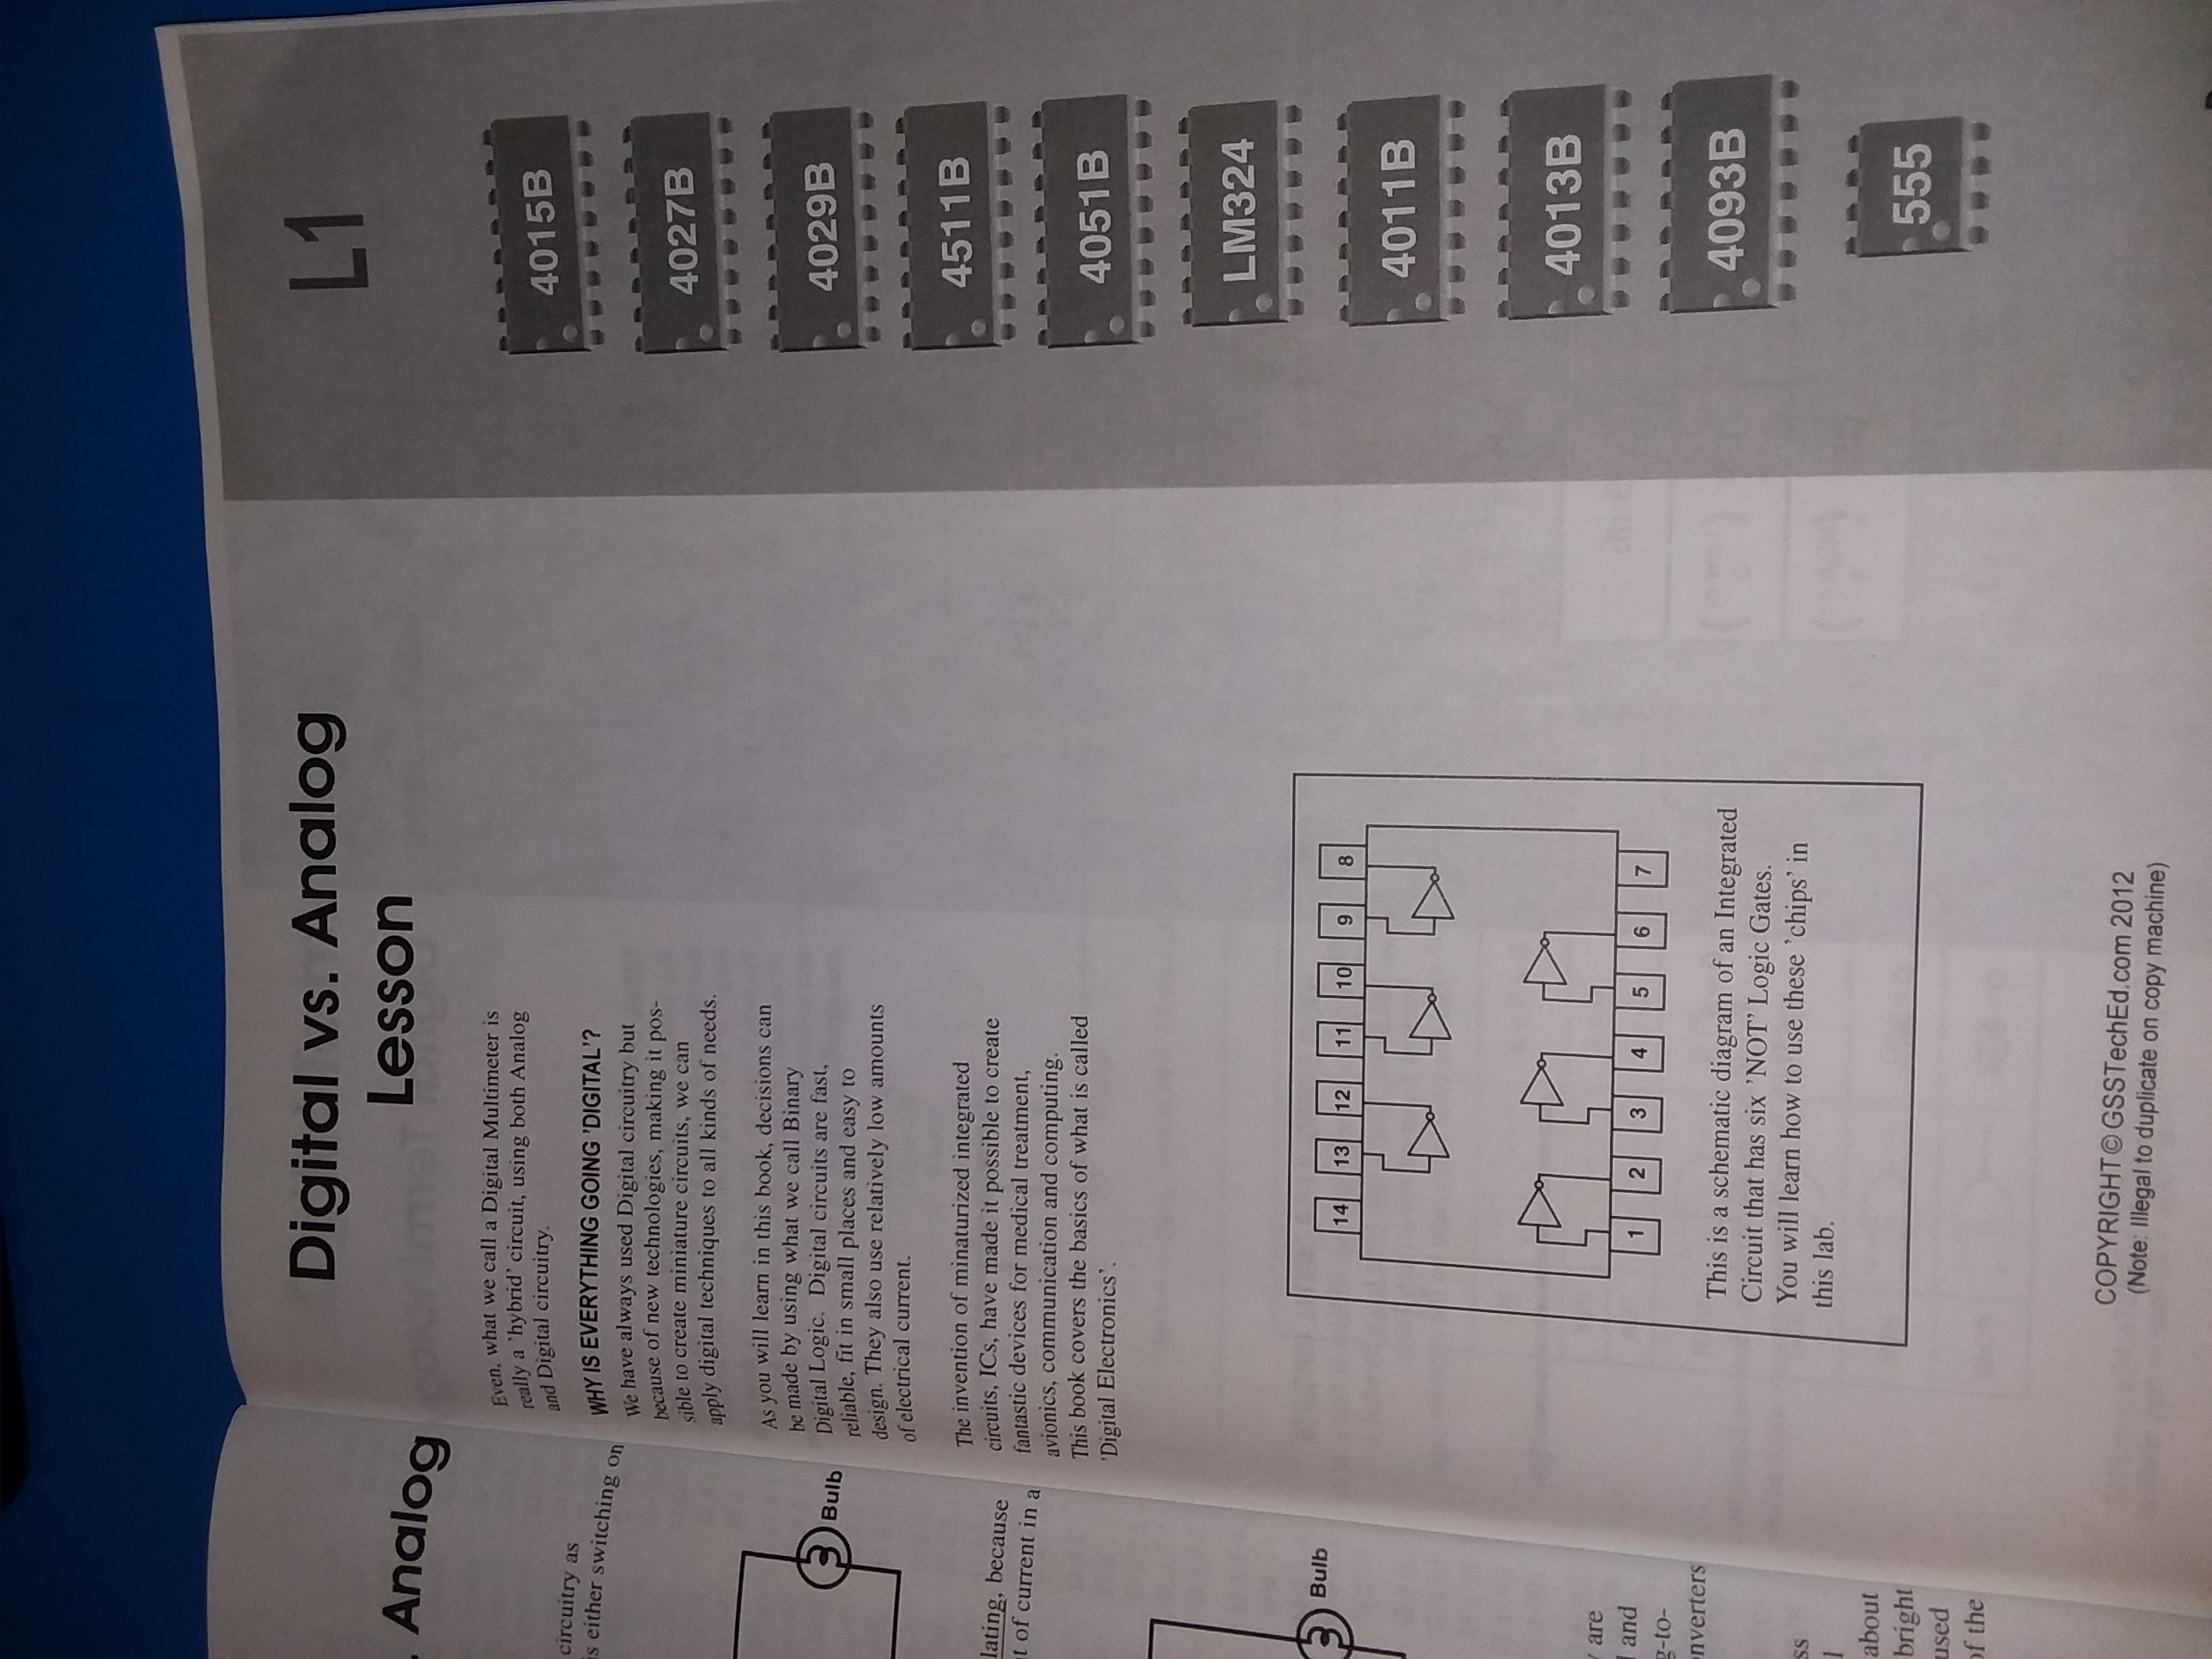 . Analog
circuitry as
is either switching on
Bulb
lating, because
t of current in a
Bulb
are
and
g-to-
nverters
ss
l
about
bright
used
of the
Digital vs. Analog
Lesson
Even, what we call a Digital Multimeter is
really a 'hybrid' circuit, using both Analog
and Digital circuitry.
WHY IS EVERYTHING GOING 'DIGITAL'?
We have always used Digital circuitry but
because of new technologies, making it pos-
sible to create miniature circuits, we can
apply digital techniques to all kinds of needs.
As you will learn in this book, decisions can
be made by using what we call Binary
Digital Logic. Digital circuits are fast,
reliable, fit in small places and easy to
design. They also use relatively low amounts
of electrical current.
The invention of minaturized integrated
circuits, ICs, have made it possible to create
fantastic devices for medical treatment,
avionics, communication and computing.
This book covers the basics of what is called
'Digital Electronics'.
14 13 12 11 10 9 8
1 2 3 4 5 6 7
This is a schematic diagram of an Integrated
Circuit that has six 'NOT' Logic Gates.
You will learn how to use these 'chips' in
this lab.
COPYRIGHT © GSSTechEd.com 2012
(Note: Illegal to duplicate on copy machine)
L1
4015B
4027B
4029B
4511B
4051B
LM324
4011B
4013B
4093B
555